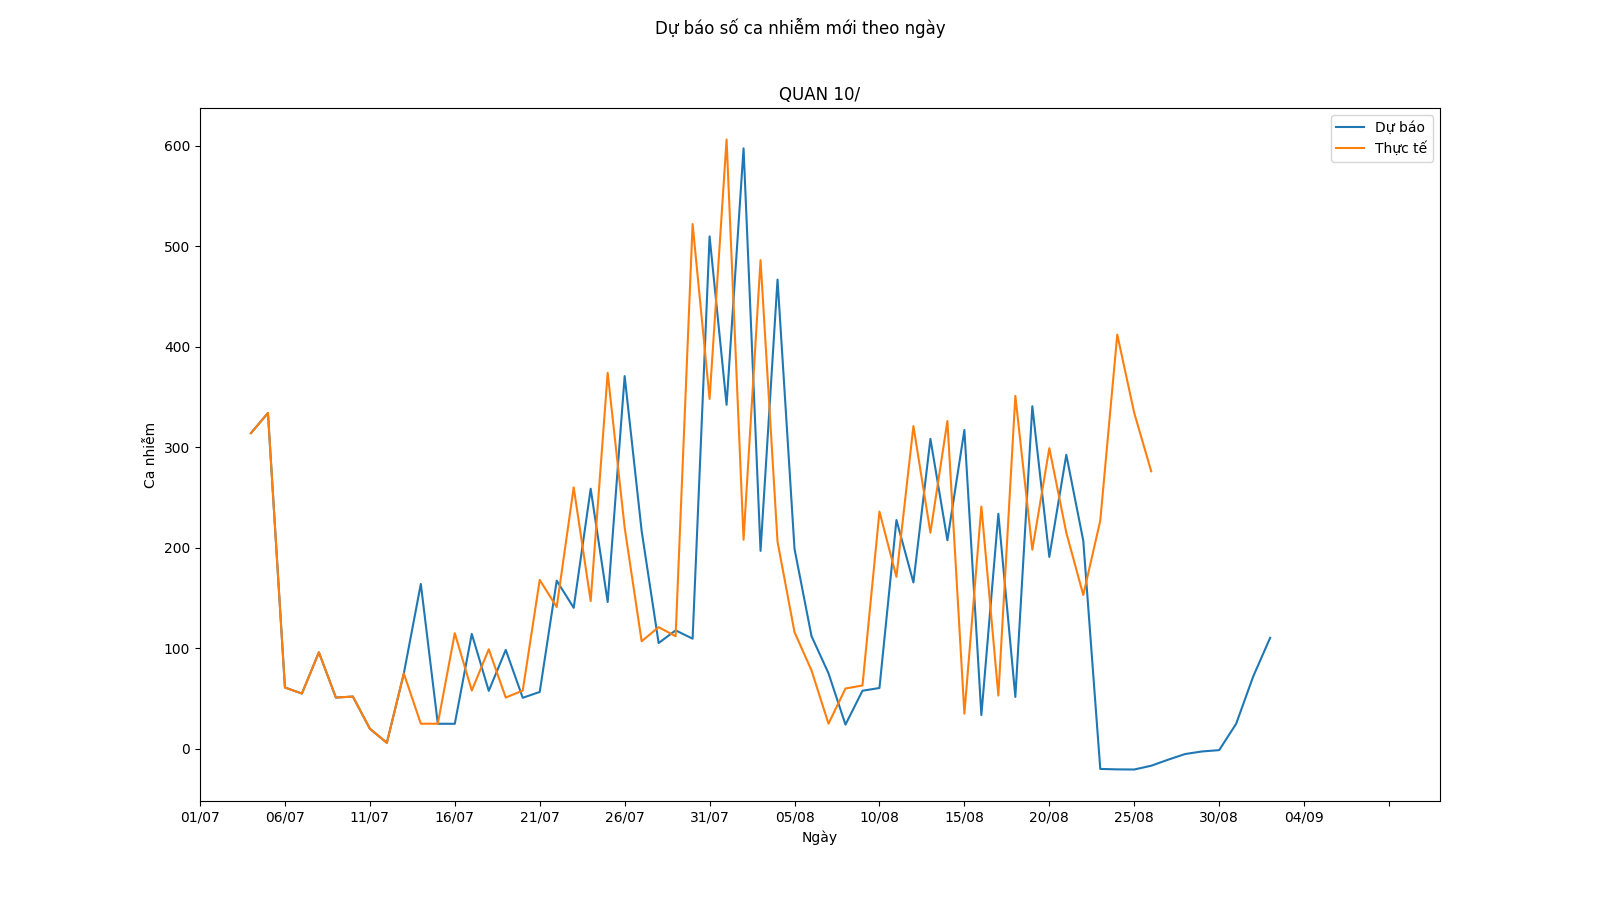 Dự báo số ca nhiễm mới theo ngày
QUAN 10/
Dự báo
Thực tế
600
500
400
300
200
100
0
Ca nhiễm
01/07 06/07 11/07 16/07 21/07 26/07 31/07 05/08 10/08 15/08 20/08 25/08 30/08 04/09
Ngày